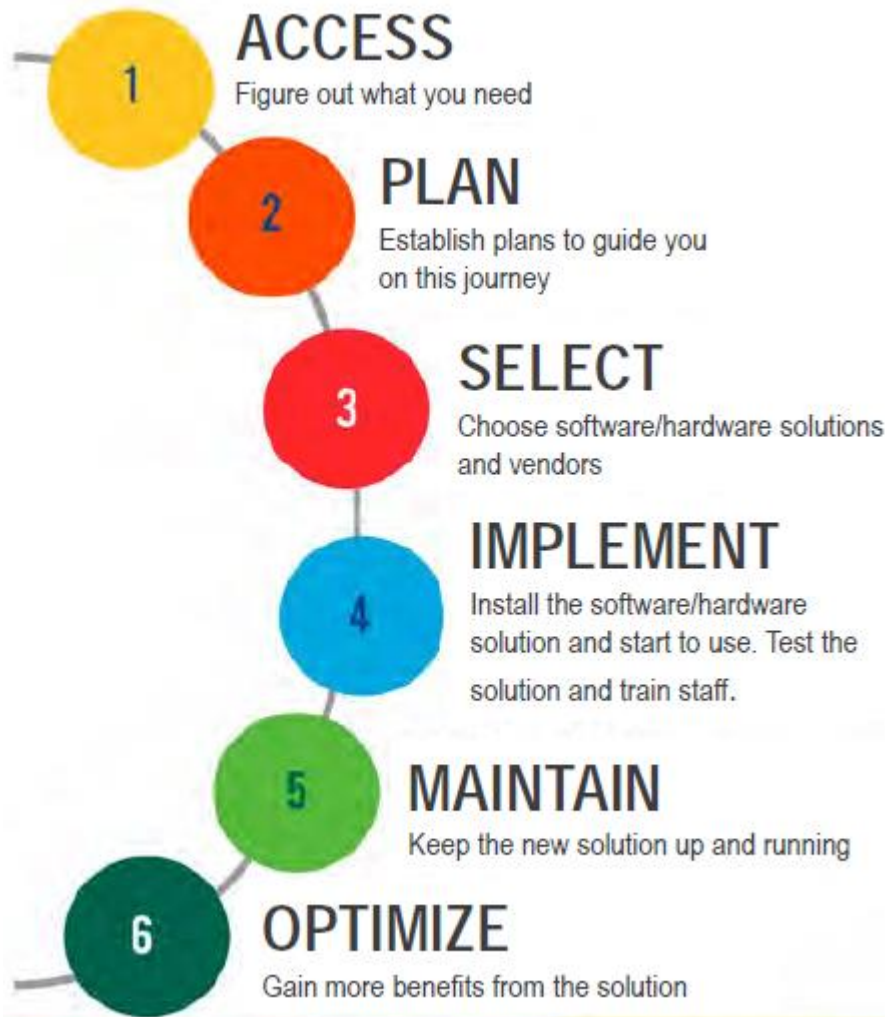 1
ACCESS
Figure out what you need
2
PLAN
Establish plans to guide you
on this journey
3
SELECT
Choose software/hardware solutions
and vendors
4
IMPLEMENT
Install the software/hardware
solution and start to use. Test the
solution and train staff.
5
MAINTAIN
Keep the new solution up and running
6
OPTIMIZE
Gain more benefits from the solution